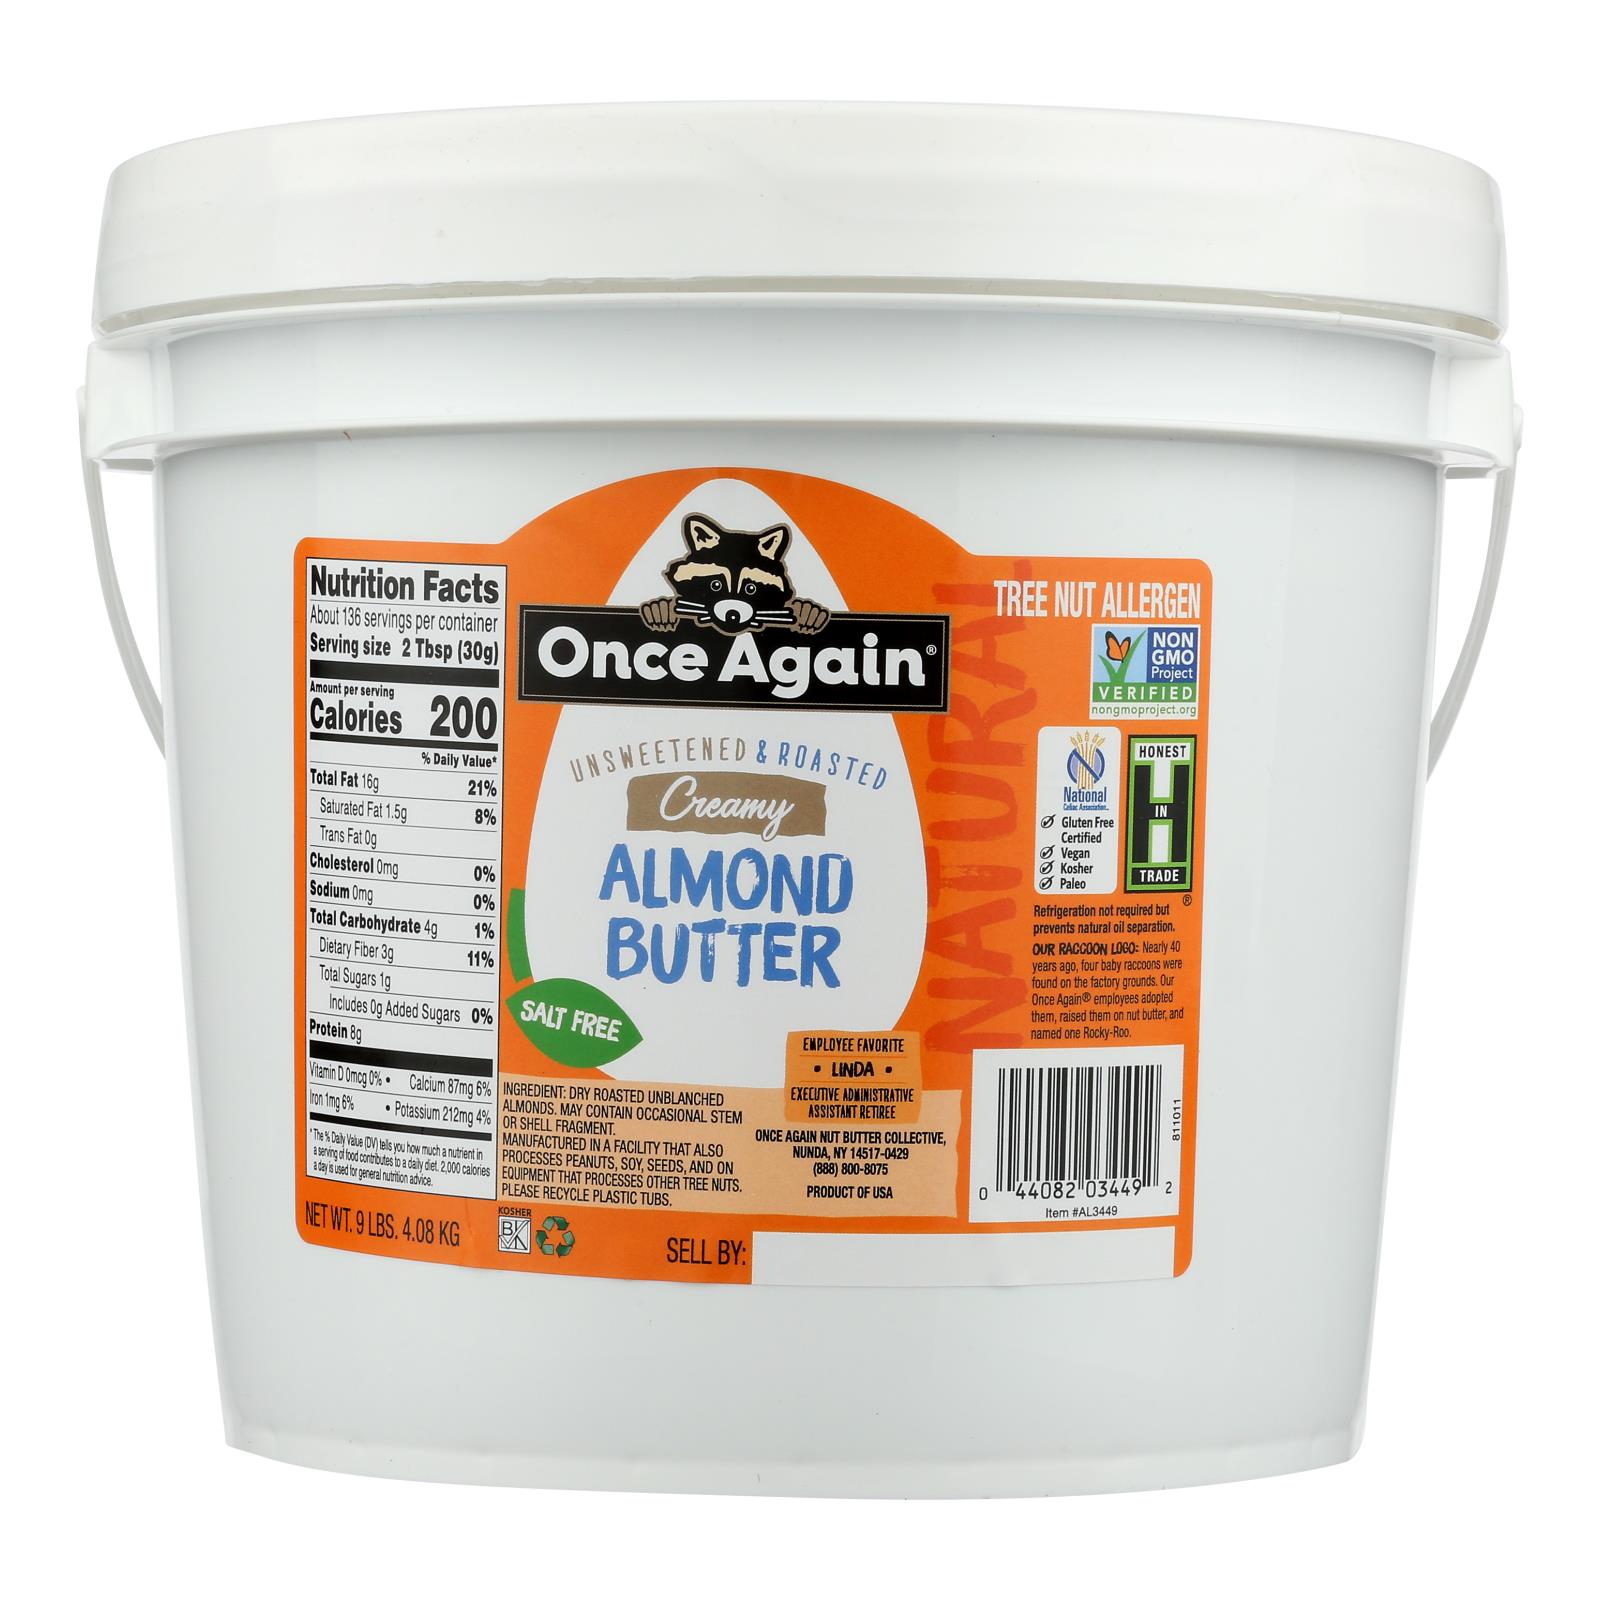 Nutrition Facts
About 136 servings per container
Serving size 2 Tbsp (30g)
Amount per serving
Calories 200
% Daily Value*
Total Fat 16g 21%
Saturated Fat 1.5g 8%
Trans Fat 0g
Cholesterol 0mg 0%
Sodium 0mg 0%
Total Carbohydrate 4g 1%
Dietary Fiber 3g 11%
Total Sugars 1g
Includes 0g Added Sugars 0%
Protein 8g
Vitamin D 0mcg 0% • Calcium 87mg 6%
Iron 1mg 6% • Potassium 212mg 4%
*The % Daily Value (DV) tells you how much a nutrient in
a serving of food contributes to a daily diet. 2,000 calories
a day is used for general nutrition advice.
NET WT. 9 LBS. 4.08 KG
Once Again®
UNSWEETENED & ROASTED
Creamy
ALMOND
BUTTER
SALT FREE
NATURAL
EMPLOYEE FAVORITE
• LINDA •
EXECUTIVE ADMINISTRATIVE
ASSISTANT RETIREE
INGREDIENT: DRY ROASTED UNBLANCHED
ALMONDS. MAY CONTAIN OCCASIONAL STEM
OR SHELL FRAGMENT.
MANUFACTURED IN A FACILITY THAT ALSO
PROCESSES PEANUTS, SOY, SEEDS, AND ON
EQUIPMENT THAT PROCESSES OTHER TREE NUTS.
PLEASE RECYCLE PLASTIC TUBS.
ONCE AGAIN NUT BUTTER COLLECTIVE,
NUNDA, NY 14517-0429
(888) 800-8075
PRODUCT OF USA
KOSHER
BVK
SELL BY:
TREE NUT ALLERGEN
NON
GMO
Project
VERIFIED
nongmoproject.org
National
Celiac Association
Gluten Free
Certified
Vegan
Kosher
Paleo
HONEST
IN
TRADE
®
Refrigeration not required but
prevents natural oil separation.
OUR RACCOON LOGO: Nearly 40
years ago, four baby raccoons were
found on the factory grounds. Our
Once Again® employees adopted
them, raised them on nut butter, and
named one Rocky-Roo.
811011
0 44082 03449 2
Item #AL3449